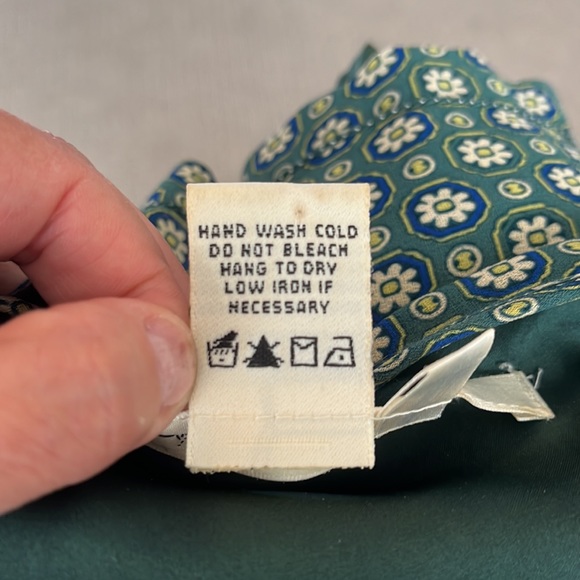 HAND WASH COLD
DO NOT BLEACH
HANG TO DRY
LOW IRON IF
NECESSARY